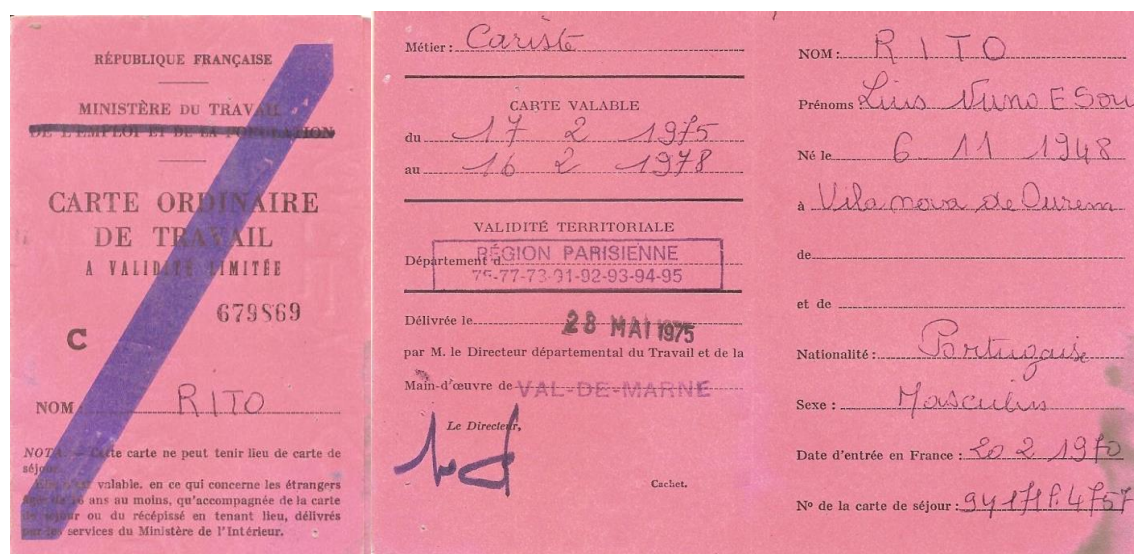 RÉPUBLIQUE FRANÇAISE
MINISTÈRE DU TRAVAIL
DE L'EMPLOI ET DE LA POPULATION
CARTE ORDINAIRE
DE TRAVAIL
A VALIDITÉ LIMITÉE
679869
C
NOM RITO
NOTA. — Cette carte ne peut tenir lieu de carte de
séjour.
Elle n'est valable, en ce qui concerne les étrangers
âgés de 16 ans au moins, qu'accompagnée de la carte
de séjour ou du récépissé en tenant lieu, délivrés
par les services du Ministère de l'Intérieur.
Métier : Cariste
CARTE VALABLE
du 17 2 1975
au 16 2 1978
VALIDITÉ TERRITORIALE
Département d
RÉGION PARISIENNE
75-77-78-91-92-93-94-95
Délivrée le 28 MAI 1975
par M. le Directeur départemental du Travail et de la
Main-d'œuvre de VAL-DE-MARNE
Le Directeur,
Cachet.
NOM : RITO
Prénoms Luis Nuno E Sou
Né le 6 11 1948
à Vila nova de Ourem
de
et de
Nationalité : Portugaise
Sexe : Masculin
Date d'entrée en France : 20 2 1970
N° de la carte de séjour :